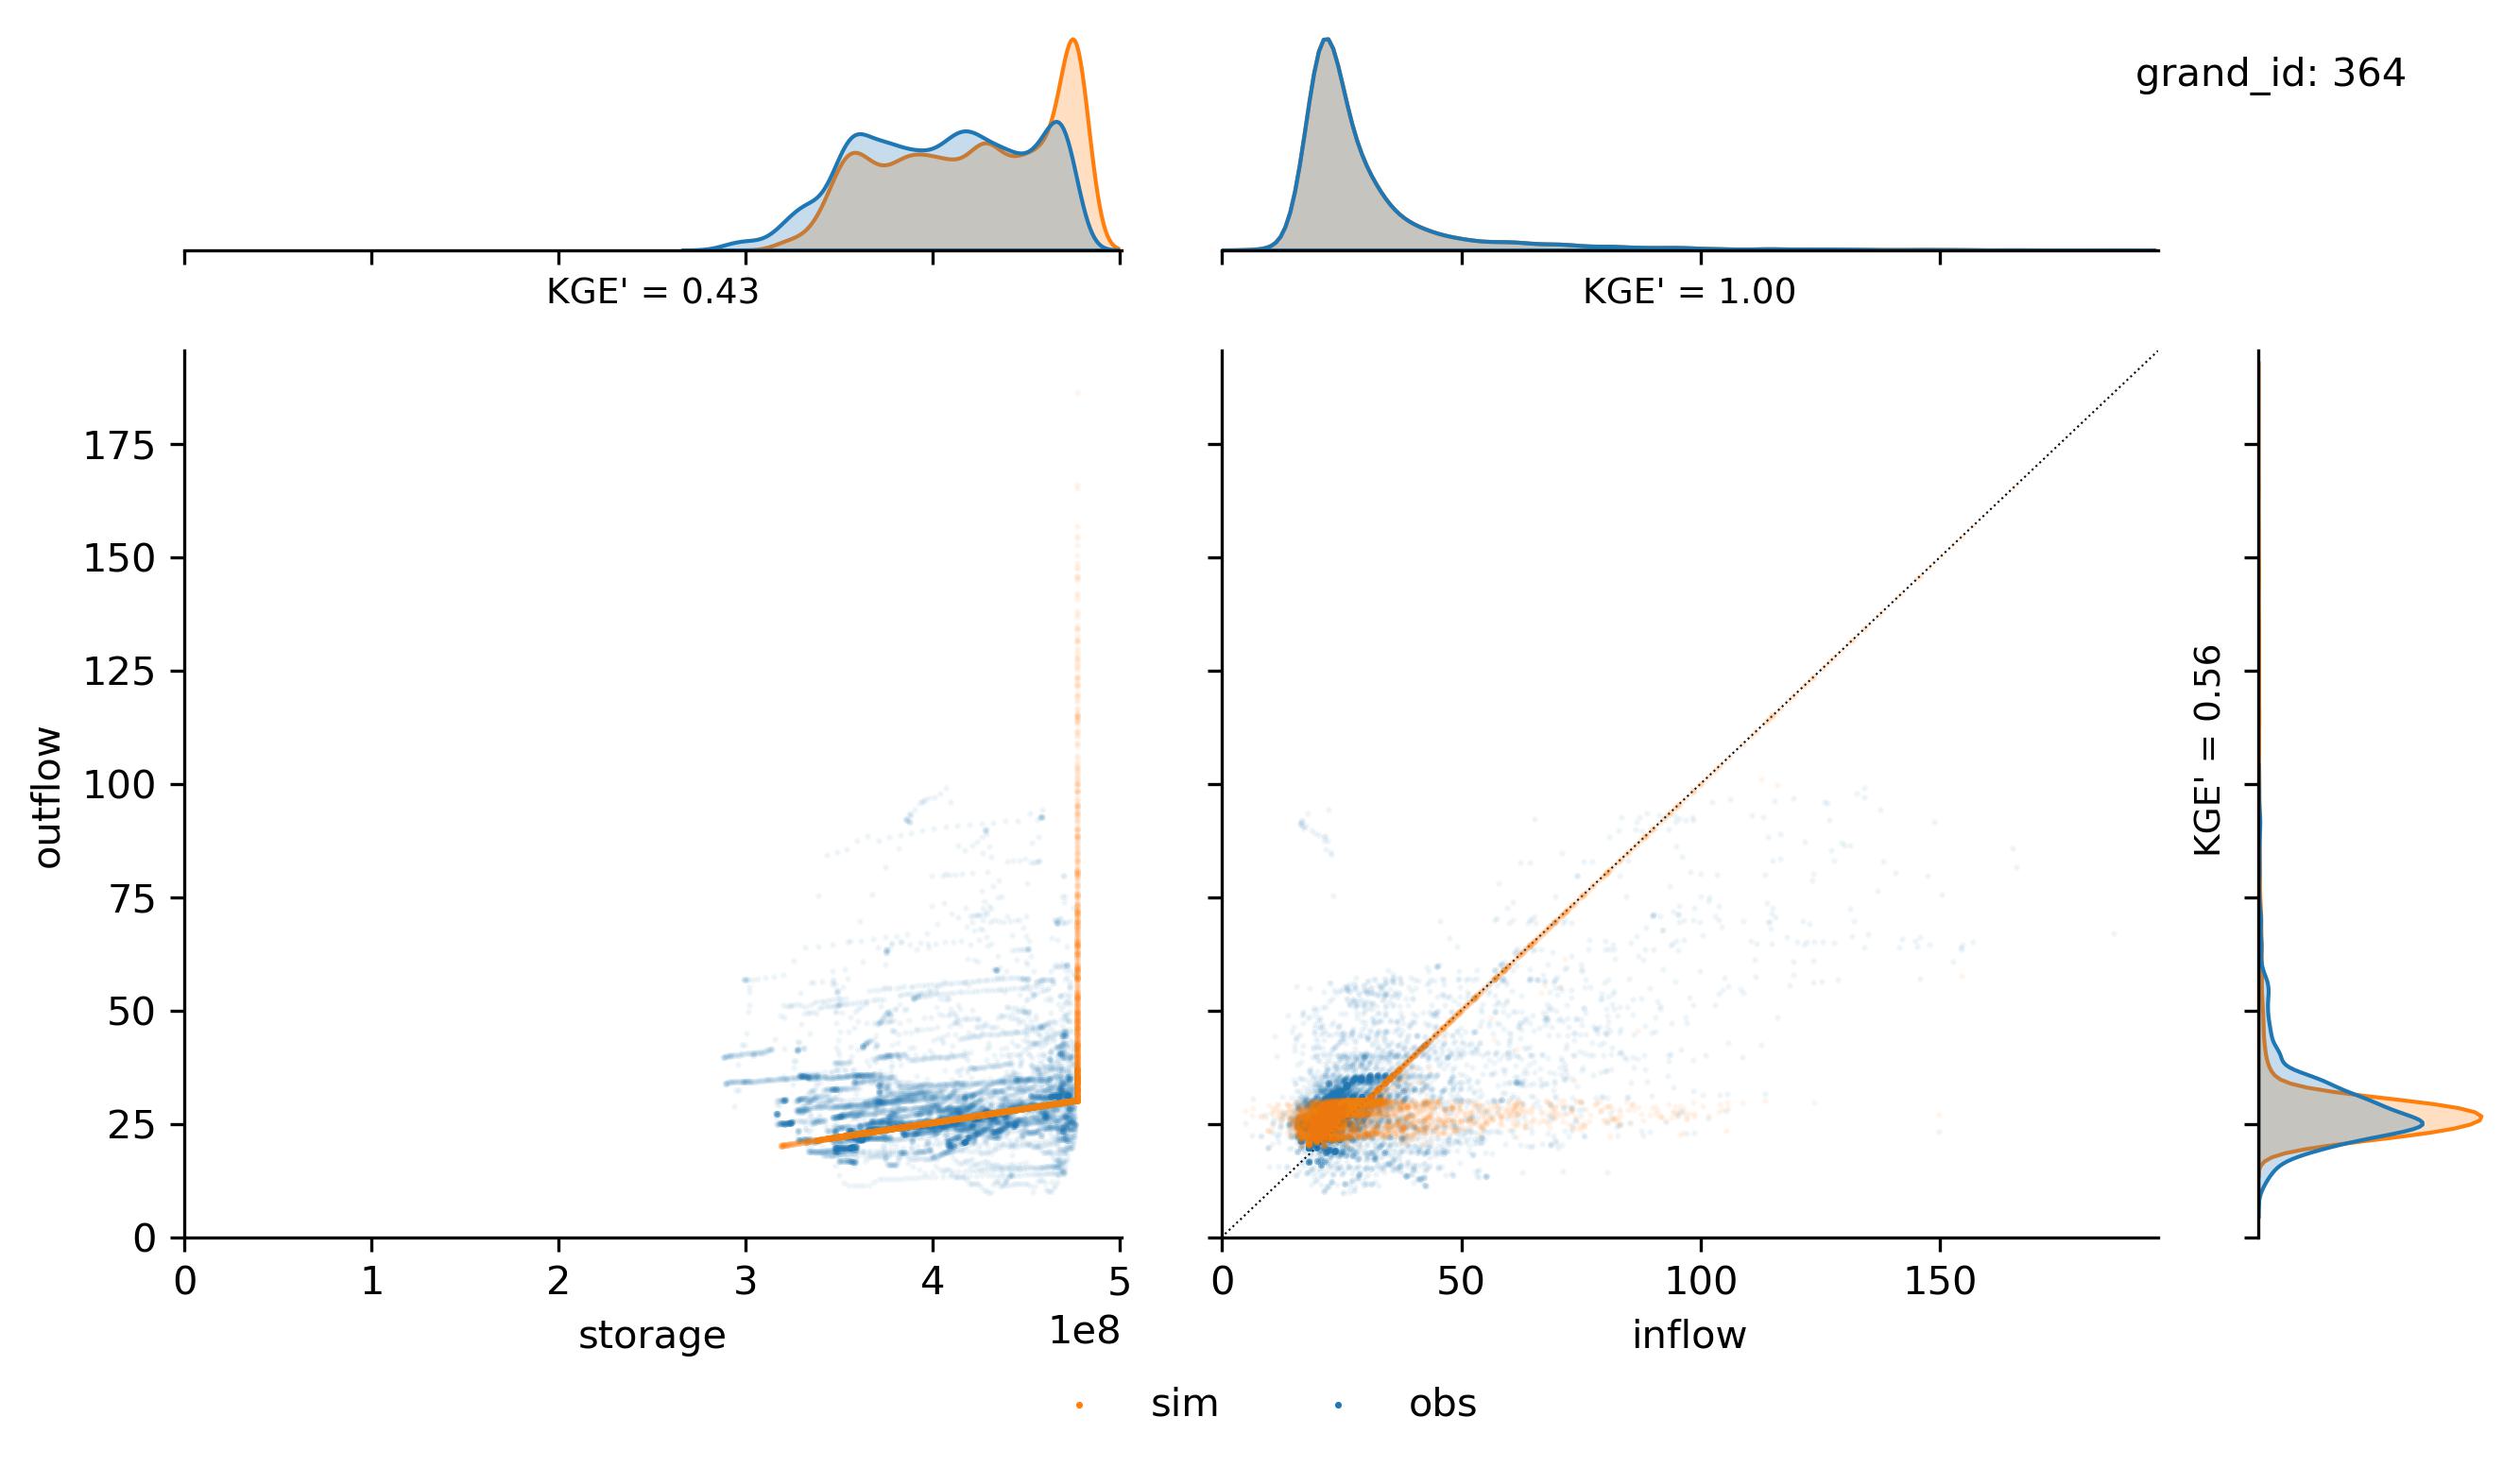 grand_id: 364
KGE' = 0.43
KGE' = 1.00
175
150
125
100
75
50
25
0
outflow
KGE' = 0.56
0 1 2 3 4 5
0 50 100 150
storage
1e8
inflow
sim obs